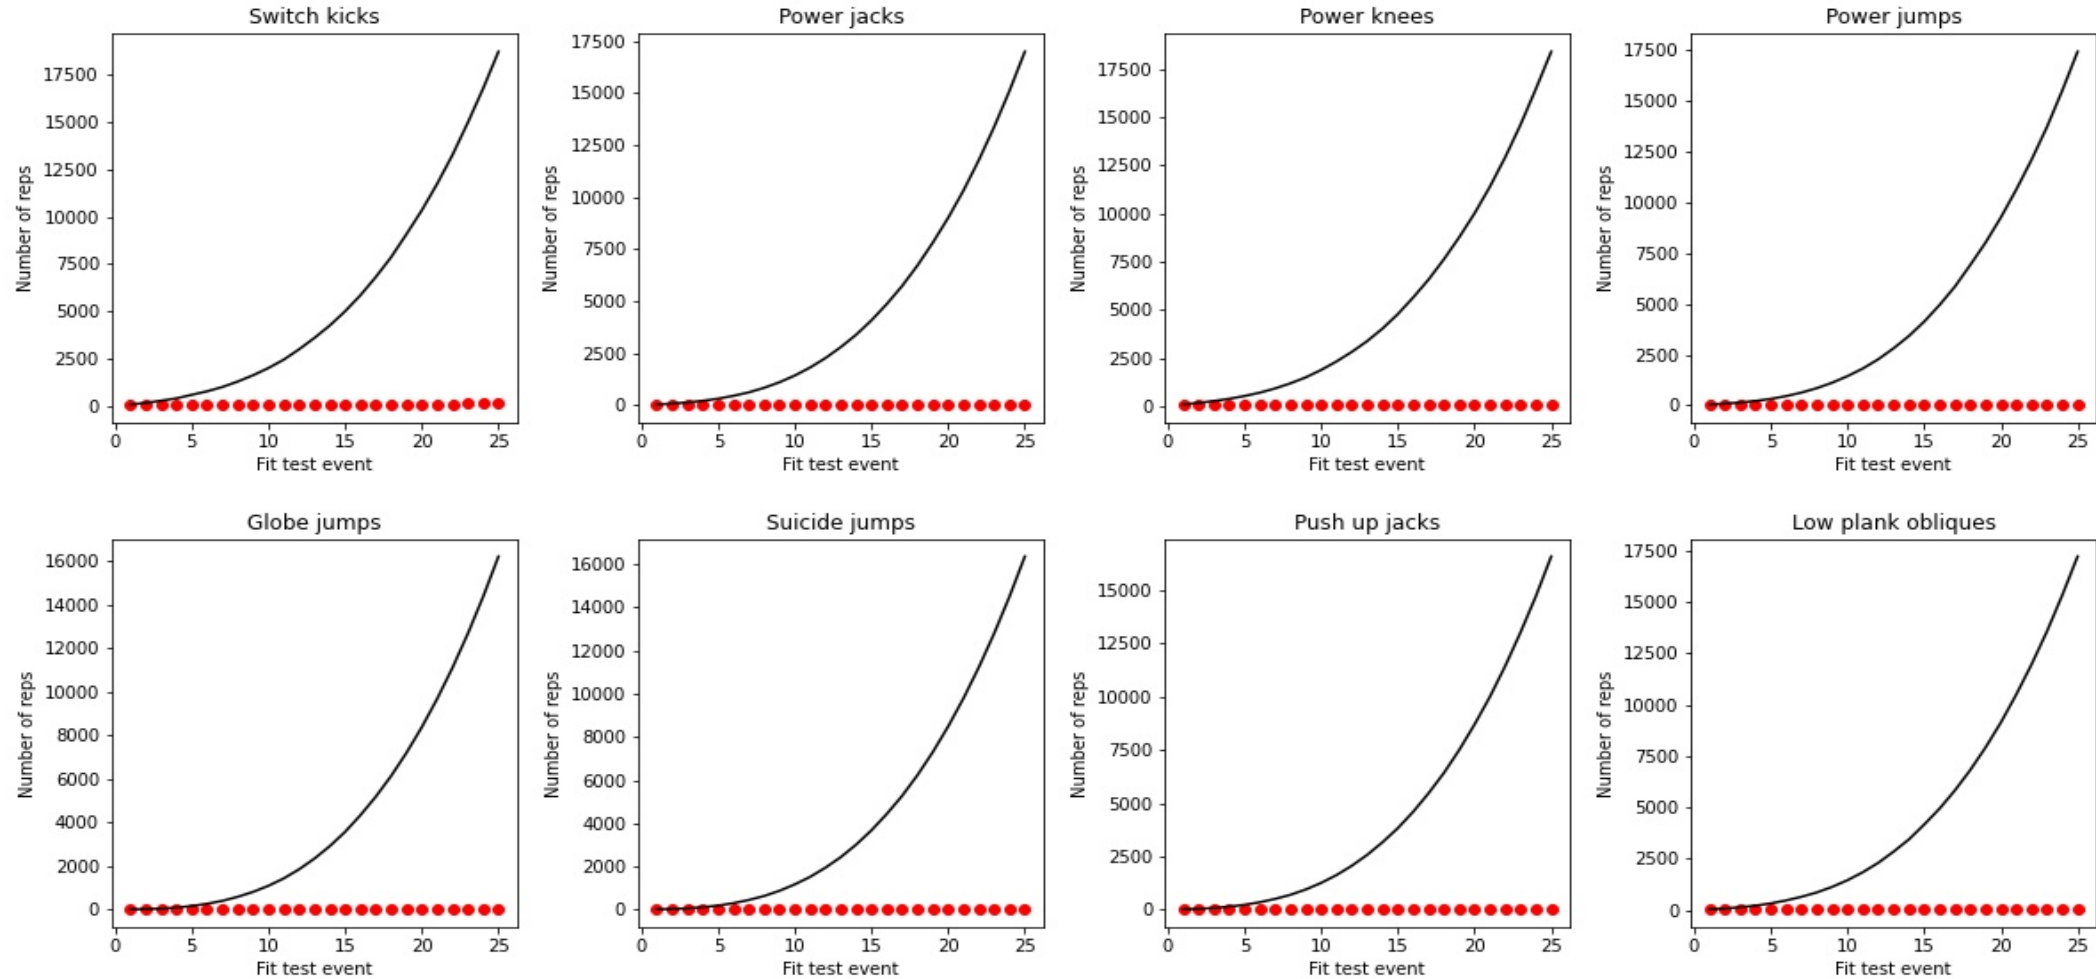 Switch kicks
Number of reps
17500
15000
12500
10000
7500
5000
2500
0
0 5 10 15 20 25
Fit test event
Power jacks
Number of reps
17500
15000
12500
10000
7500
5000
2500
0
0 5 10 15 20 25
Fit test event
Power knees
Number of reps
17500
15000
12500
10000
7500
5000
2500
0
0 5 10 15 20 25
Fit test event
Power jumps
Number of reps
17500
15000
12500
10000
7500
5000
2500
0
0 5 10 15 20 25
Fit test event
Globe jumps
Number of reps
16000
14000
12000
10000
8000
6000
4000
2000
0
0 5 10 15 20 25
Fit test event
Suicide jumps
Number of reps
16000
14000
12000
10000
8000
6000
4000
2000
0
0 5 10 15 20 25
Fit test event
Push up jacks
Number of reps
15000
12500
10000
7500
5000
2500
0
0 5 10 15 20 25
Fit test event
Low plank obliques
Number of reps
17500
15000
12500
10000
7500
5000
2500
0
0 5 10 15 20 25
Fit test event